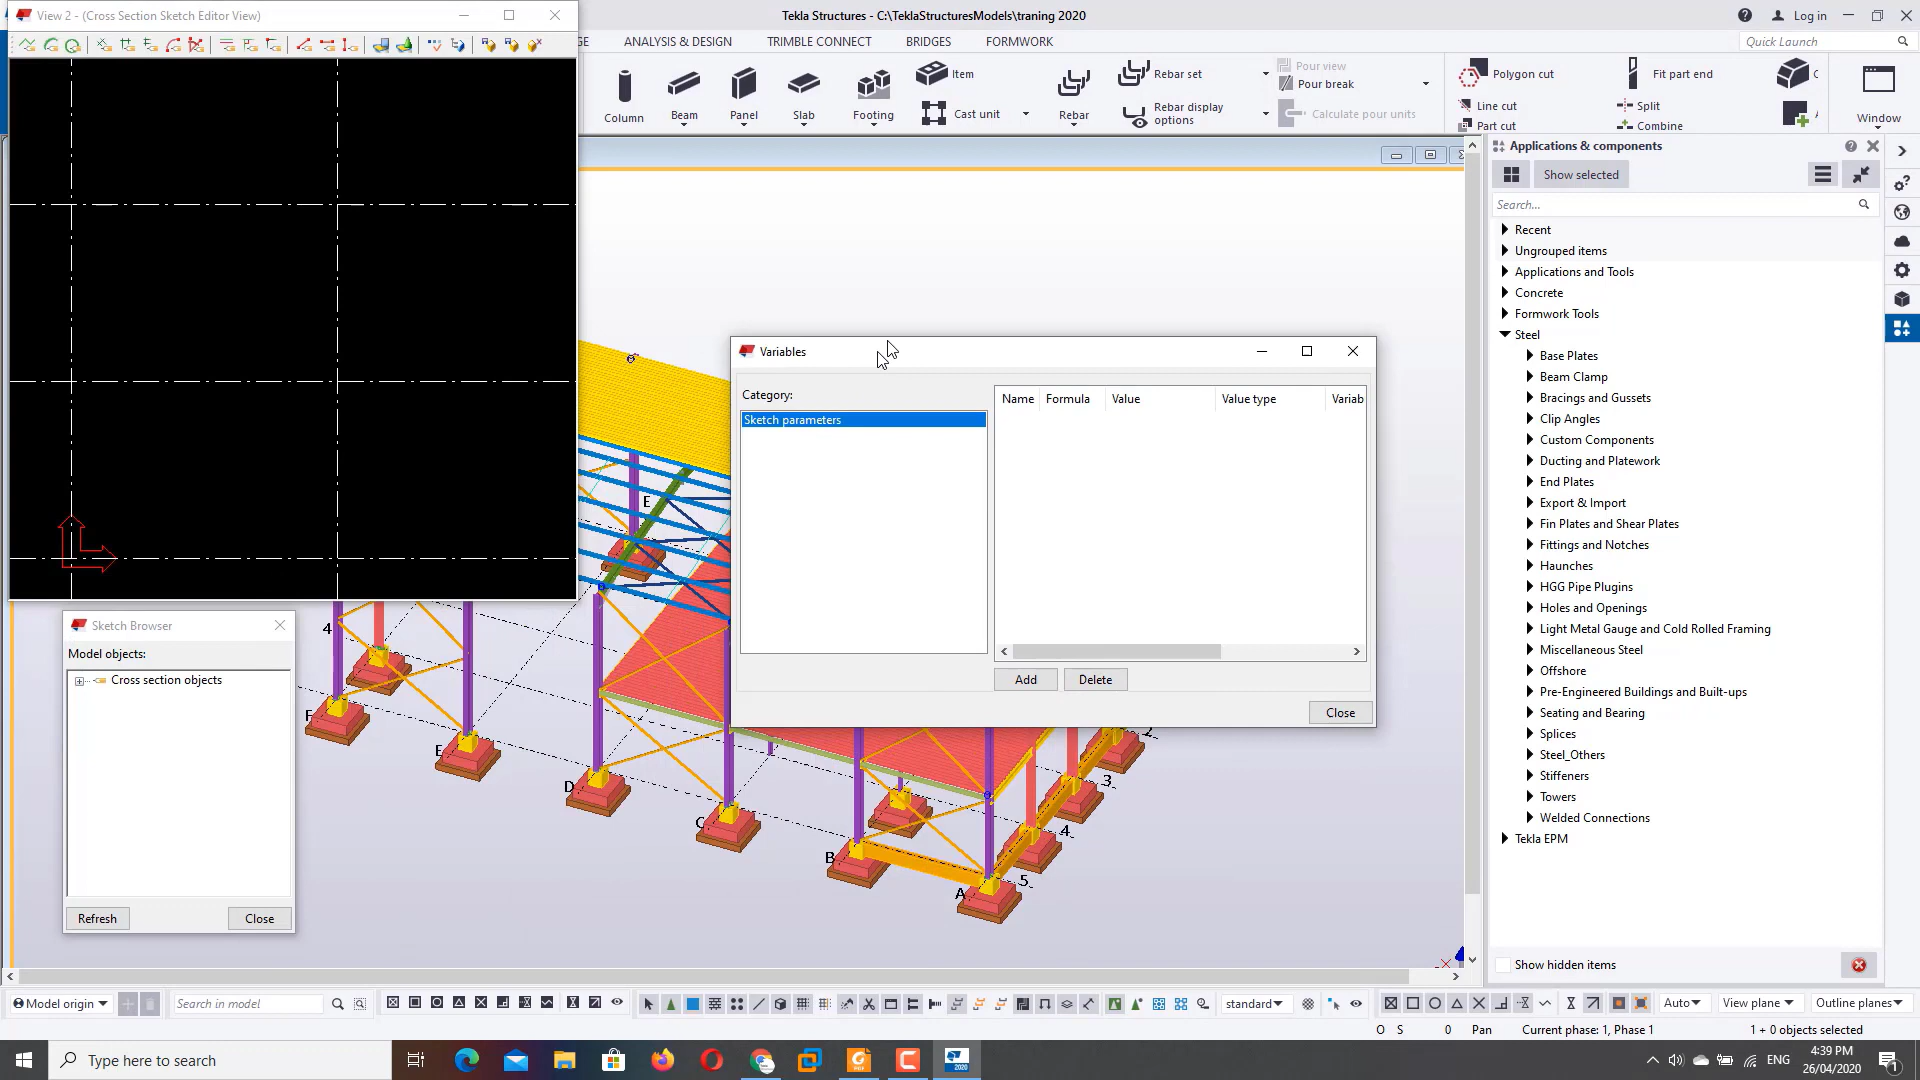 View 2 - (Cross Section Sketch Editor View)
Tekla Structures - C:\TeklaStructuresModels\traning 2020
Log in
GE
ANALYSIS & DESIGN
TRIMBLE CONNECT
BRIDGES
FORMWORK
Quick Launch
Column
Beam
Panel
Slab
Footing
Item
Cast unit
Rebar
Rebar set
Rebar display
options
Pour view
Pour break
Calculate pour units
Polygon cut
Line cut
Part cut
Fit part end
Split
Combine
Window
Applications & components
Show selected
Search...
Recent
Ungrouped items
Applications and Tools
Concrete
Formwork Tools
Steel
Base Plates
Beam Clamp
Bracings and Gussets
Clip Angles
Custom Components
Ducting and Platework
End Plates
Export & Import
Fin Plates and Shear Plates
Fittings and Notches
Haunches
HGG Pipe Plugins
Holes and Openings
Light Metal Gauge and Cold Rolled Framing
Miscellaneous Steel
Offshore
Pre-Engineered Buildings and Built-ups
Seating and Bearing
Splices
Steel_Others
Stiffeners
Towers
Welded Connections
Tekla EPM
Show hidden items
Variables
Category:
Sketch parameters
Name
Formula
Value
Value type
Variab
Add
Delete
Close
Sketch Browser
Model objects:
Cross section objects
Refresh
Close
E
4
F
E
D
C
B
A
5
4
3
2
Model origin
Search in model
standard
Auto
View plane
Outline planes
O
S
0
Pan
Current phase: 1, Phase 1
1 + 0 objects selected
Type here to search
2020
ENG
4:39 PM
26/04/2020
1